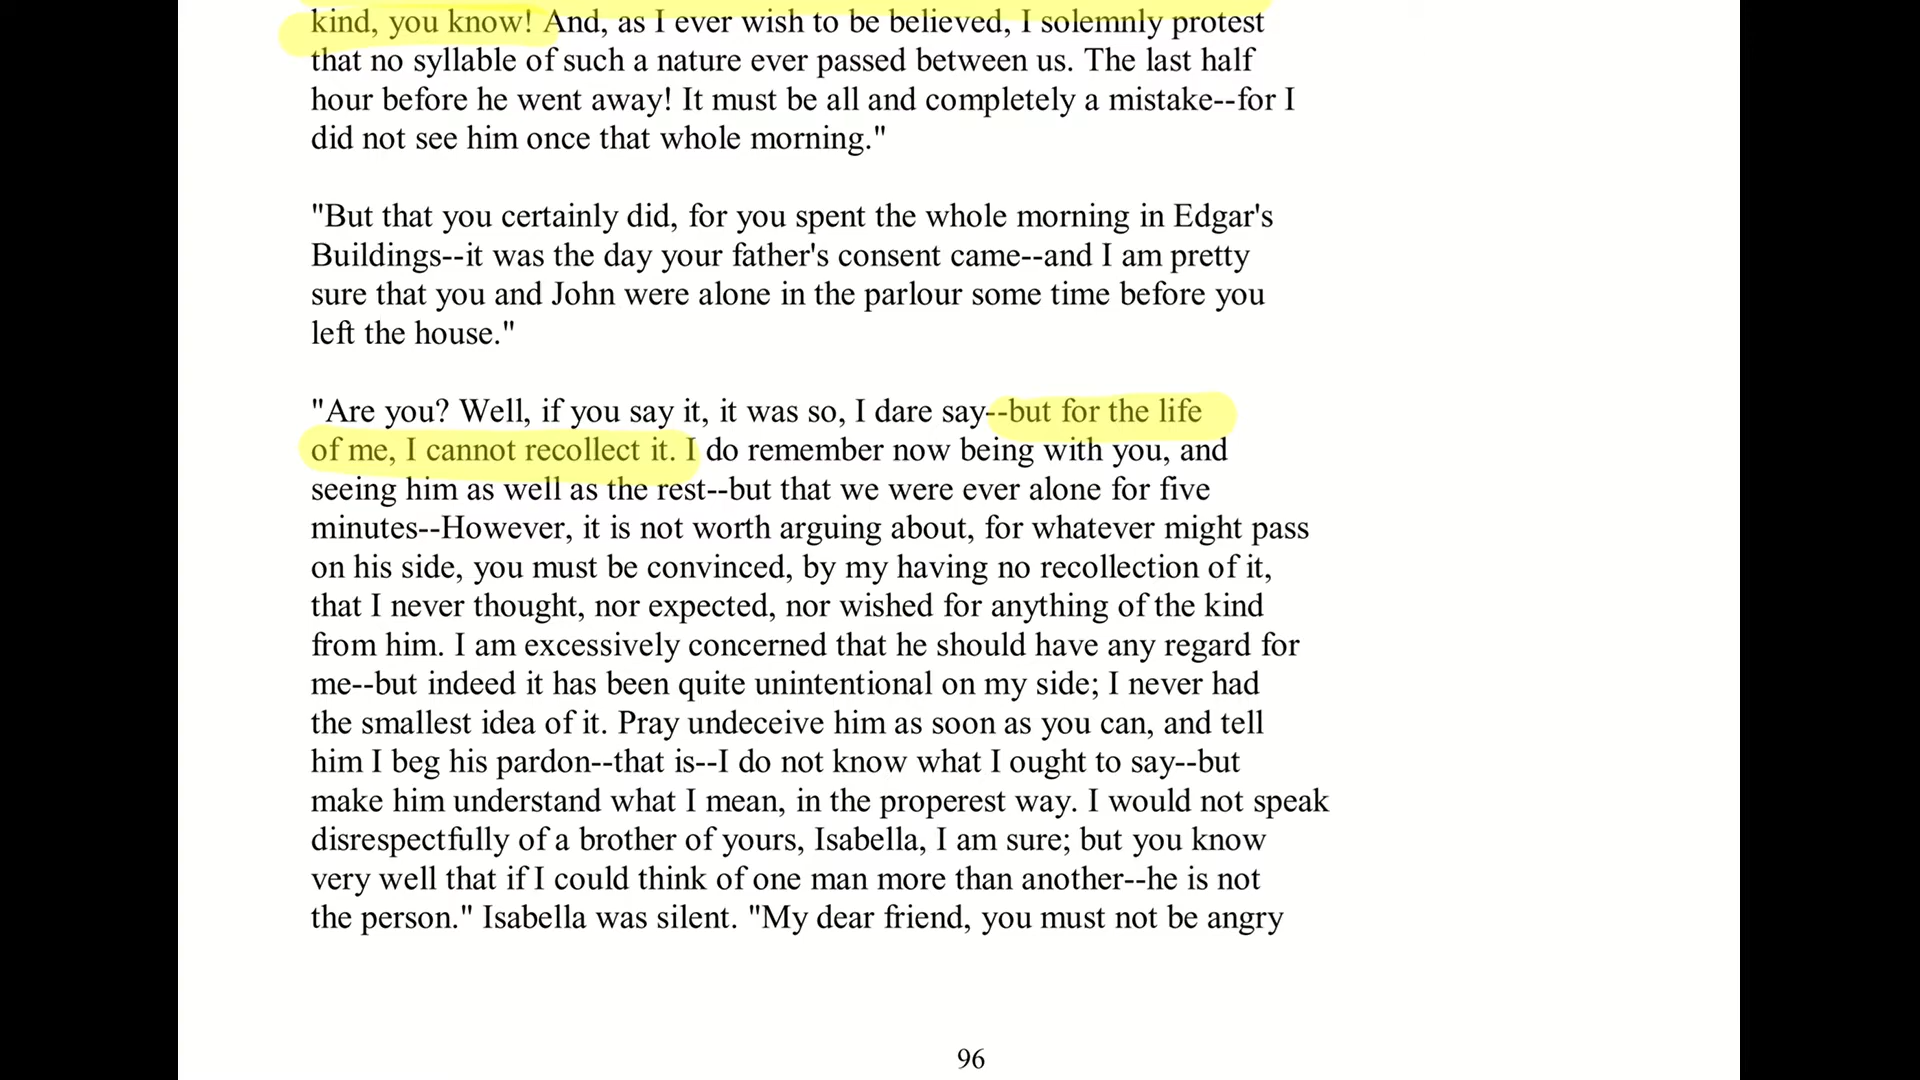 kind, you know! And, as I ever wish to be believed, I solemnly protest
that no syllable of such a nature ever passed between us. The last half
hour before he went away! It must be all and completely a mistake--for I
did not see him once that whole morning."
"But that you certainly did, for you spent the whole morning in Edgar's
Buildings--it was the day your father's consent came--and I am pretty
sure that you and John were alone in the parlour some time before you
left the house."
"Are you? Well, if you say it, it was so, I dare say--but for the life
of me, I cannot recollect it. I do remember now being with you, and
seeing him as well as the rest--but that we were ever alone for five
minutes--However, it is not worth arguing about, for whatever might pass
on his side, you must be convinced, by my having no recollection of it,
that I never thought, nor expected, nor wished for anything of the kind
from him. I am excessively concerned that he should have any regard for
me--but indeed it has been quite unintentional on my side; I never had
the smallest idea of it. Pray undeceive him as soon as you can, and tell
him I beg his pardon--that is--I do not know what I ought to say--but
make him understand what I mean, in the properest way. I would not speak
disrespectfully of a brother of yours, Isabella, I am sure; but you know
very well that if I could think of one man more than another--he is not
the person." Isabella was silent. "My dear friend, you must not be angry
96